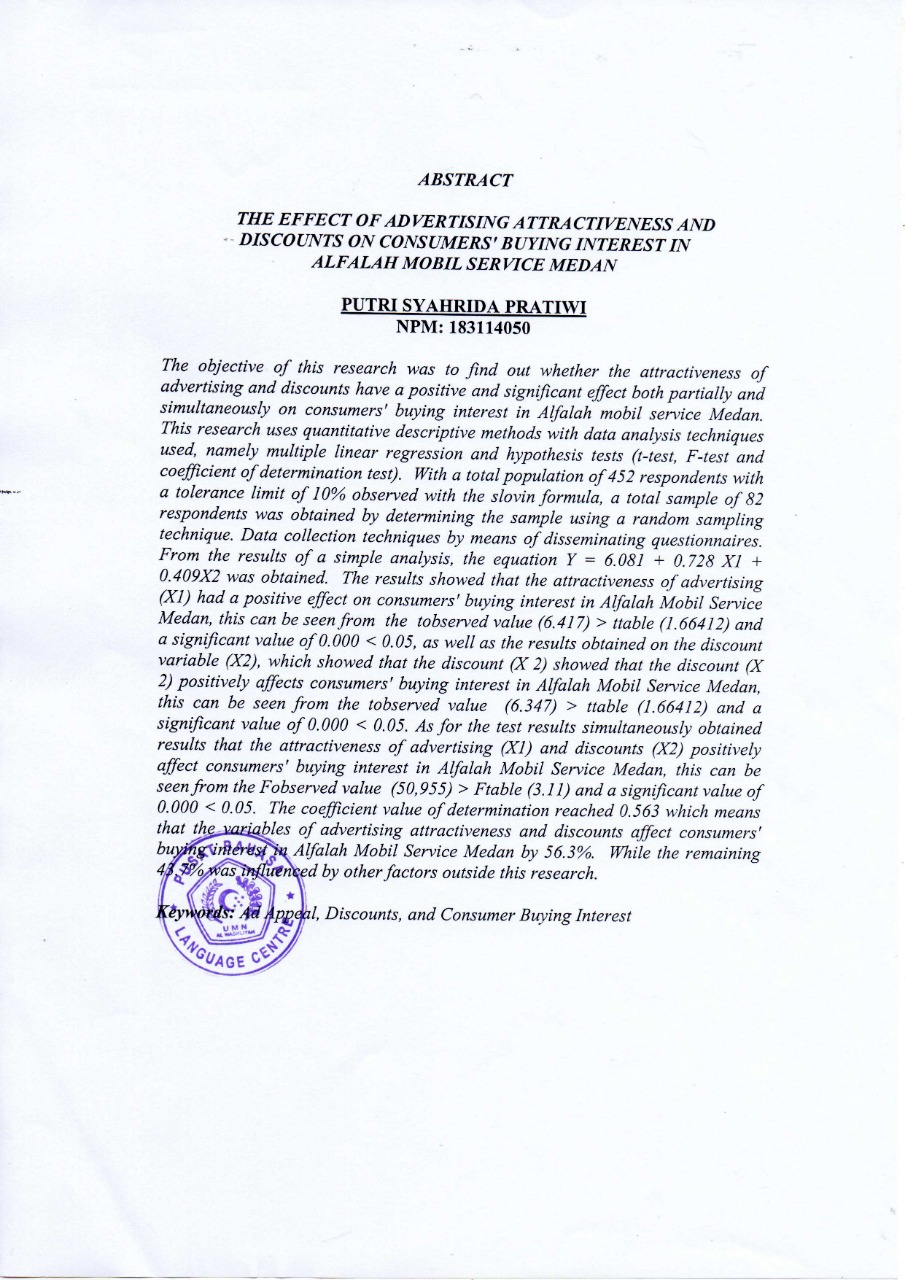 ABSTRACT
THE EFFECT OF ADVERTISING ATTRACTIVENESS AND
DISCOUNTS ON CONSUMERS' BUYING INTEREST IN
ALFALAH MOBIL SERVICE MEDAN
PUTRI SYAHRIDA PRATIWI
NPM: 183114050
The objective of this research was to find out whether the attractiveness of
advertising and discounts have a positive and significant effect both partially and
simultaneously on consumers' buying interest in Alfalah mobil service Medan.
This research uses quantitative descriptive methods with data analysis techniques
used, namely multiple linear regression and hypothesis tests (t-test, F-test and
coefficient of determination test). With a total population of 452 respondents with
a tolerance limit of 10% observed with the slovin formula, a total sample of 82
respondents was obtained by determining the sample using a random sampling
technique. Data collection techniques by means of disseminating questionnaires.
From the results of a simple analysis, the equation Y = 6.081 + 0.728 X1 +
0.409X2 was obtained. The results showed that the attractiveness of advertising
(X1) had a positive effect on consumers' buying interest in Alfalah Mobil Service
Medan, this can be seen from the tobserved value (6.417) > ttable (1.66412) and
a significant value of 0.000 < 0.05, as well as the results obtained on the discount
variable (X2), which showed that the discount (X 2) showed that the discount (X
2) positively affects consumers' buying interest in Alfalah Mobil Service Medan,
this can be seen from the tobserved value (6.347) > ttable (1.66412) and a
significant value of 0.000 < 0.05. As for the test results simultaneously obtained
results that the attractiveness of advertising (X1) and discounts (X2) positively
affect consumers' buying interest in Alfalah Mobil Service Medan, this can be
seen from the Fobserved value (50,955) > Ftable (3.11) and a significant value of
0.000 < 0.05. The coefficient value of determination reached 0.563 which means
that the variables of advertising attractiveness and discounts affect consumers'
buying interest in Alfalah Mobil Service Medan by 56.3%. While the remaining
43,7% was influenced by other factors outside this research.
Keywords: Ad Appeal, Discounts, and Consumer Buying Interest
PUSAT BAHASA
UMN
AL WASHLIYAH
LANGUAGE CENTRE